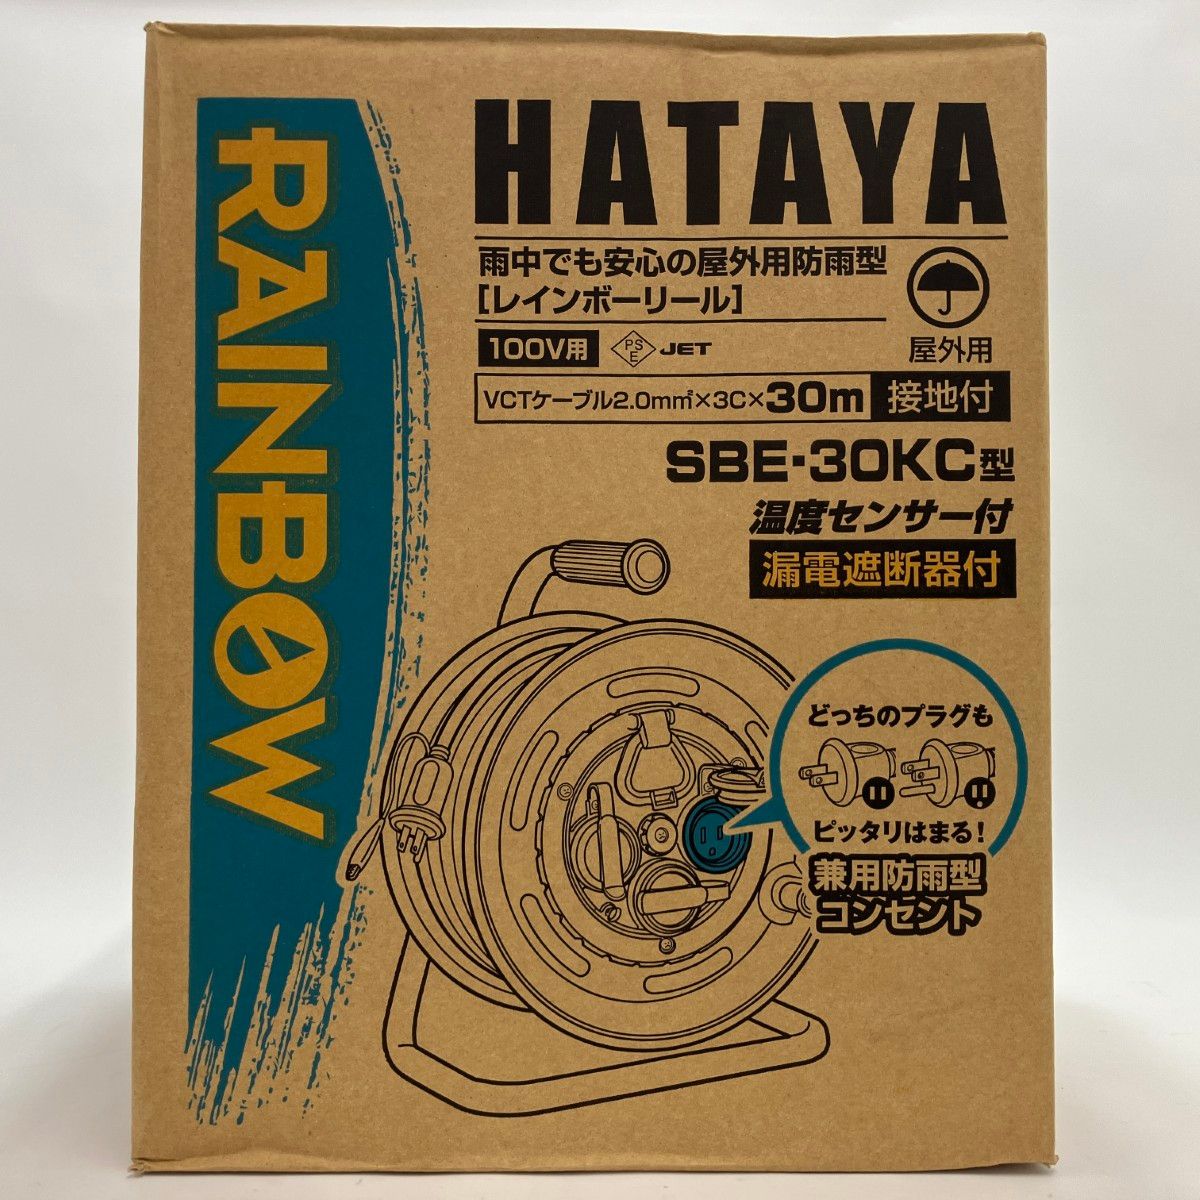 RAINBOW
HATAYA
雨中でも安心の屋外用防雨型
[レインボーリール]
屋外用
100V用 PSE JET
VCTケーブル2.0mm²×3C×30m 接地付
SBE-30KC型
温度センサー付
漏電遮断器付
どっちのプラグも
ピッタリはまる!
兼用防雨型
コンセント